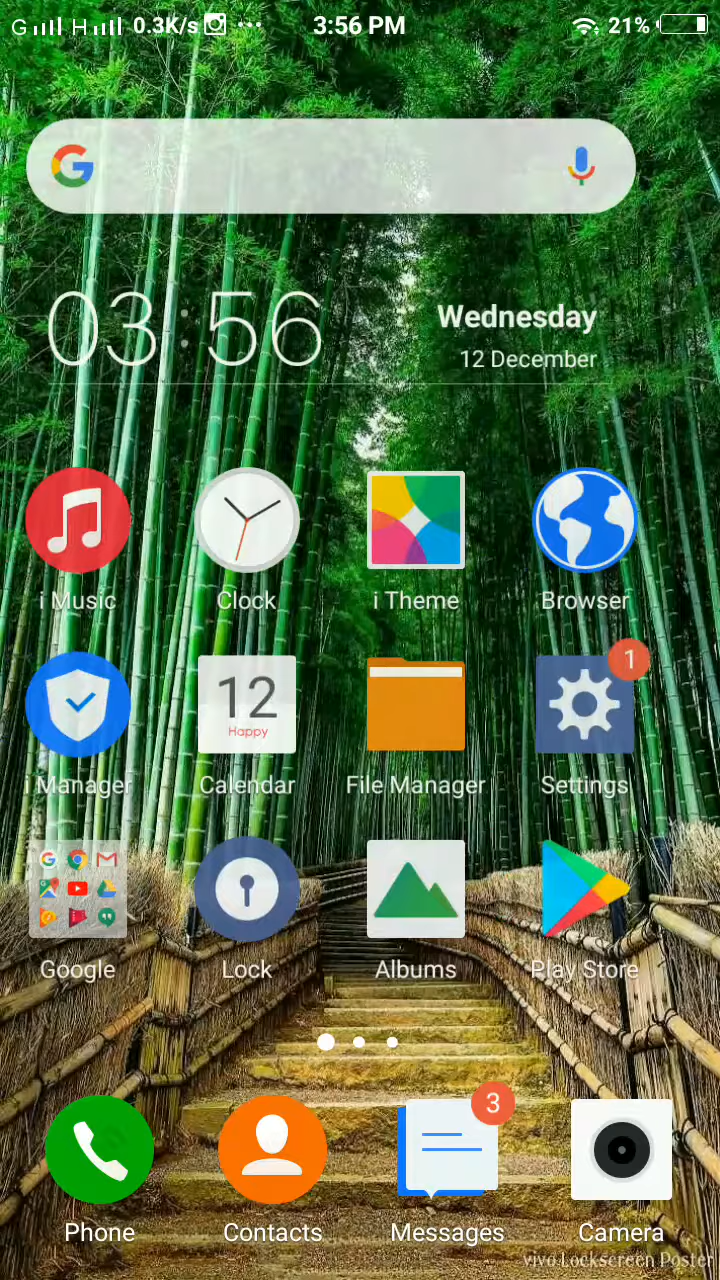 G H 0.3K/s ... 3:56 PM 21%
G
03:56
Wednesday
12 December
i Music Clock i Theme Browser
1
12
Happy
i Manager Calendar File Manager Settings
Google Lock Albums Play Store
3
Phone Contacts Messages Camera
vivo Lockscreen Poster